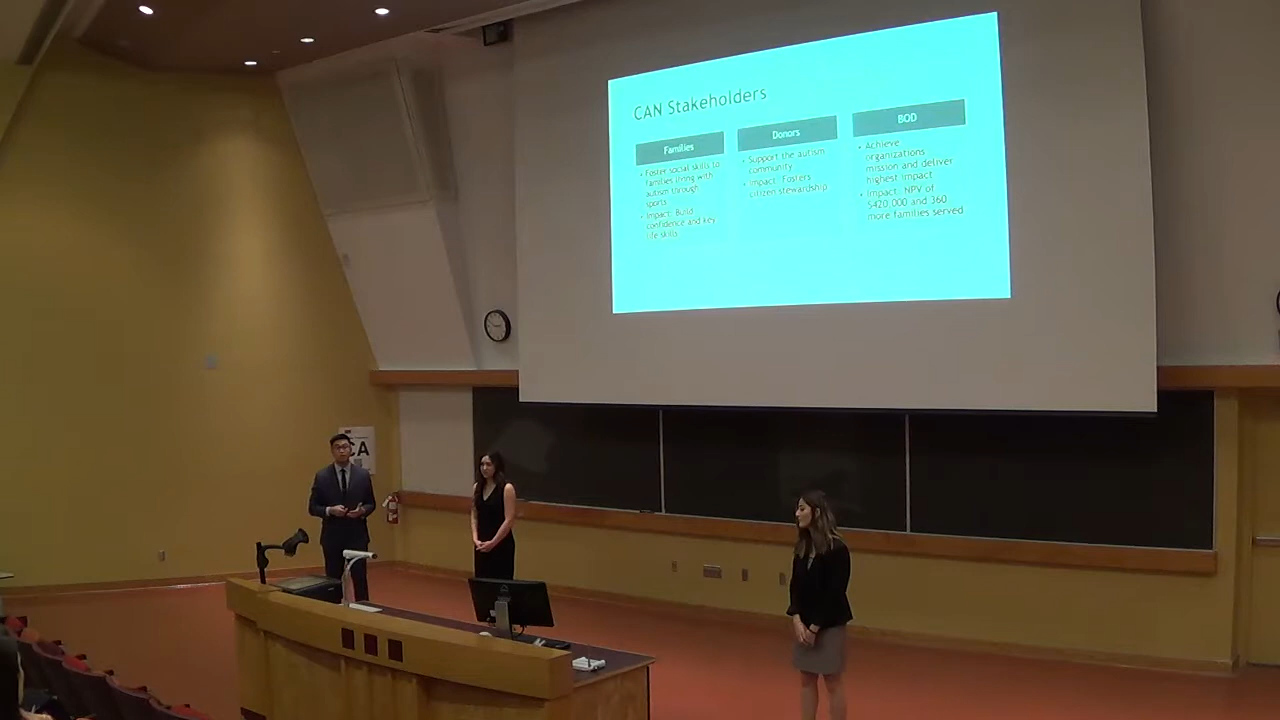 CAN Stakeholders
Families
• Foster social skills to
families living with
autism through
sports
• Impact: Build
confidence and key
life skills
Donors
• Support the autism
community
• Impact: Fosters
citizen stewardship
BOD
• Achieve
organizations
mission and deliver
highest impact
• Impact: NPV of
$420,000 and 360
more families served
CA